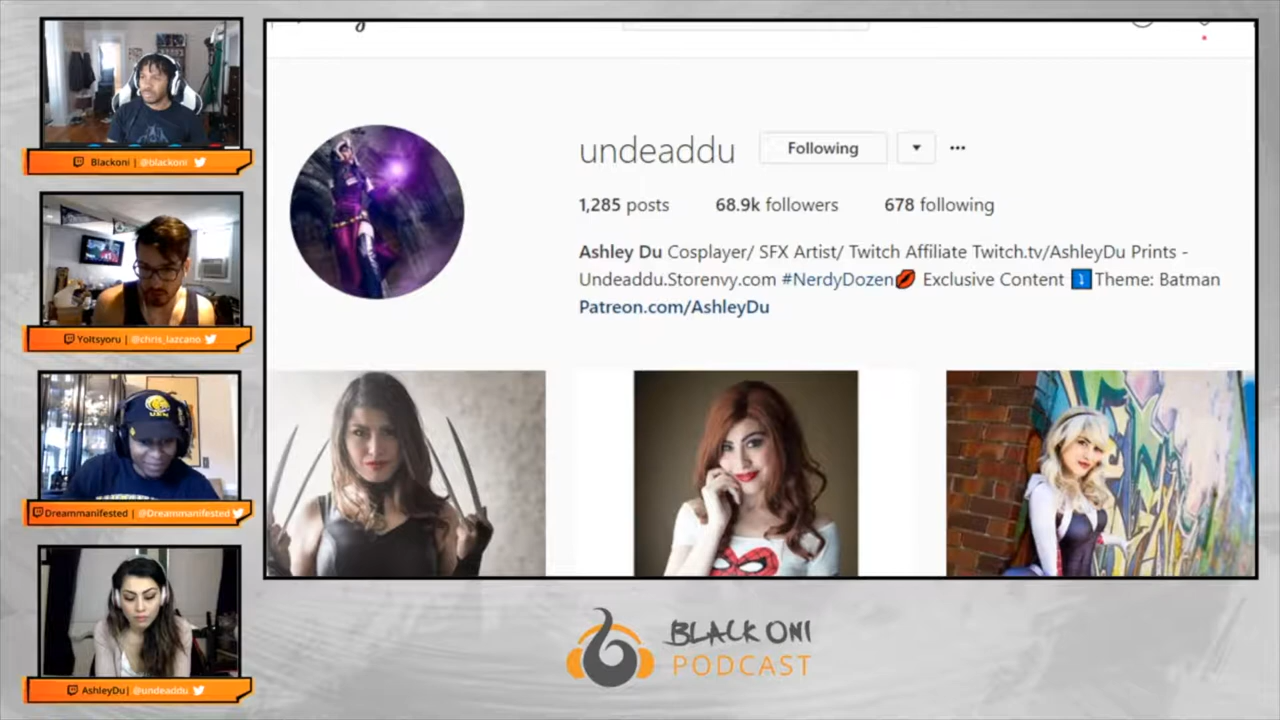 undeaddu Following
1,285 posts 68.9k followers 678 following
Ashley Du Cosplayer/ SFX Artist/ Twitch Affiliate Twitch.tv/AshleyDu Prints -
Undeaddu.Storenvy.com #NerdyDozen Exclusive Content Theme: Batman
Patreon.com/AshleyDu
Blackoni | @blackoni
YoItsyoru | @chris_lazcano
Dreammanifested | @Dreammanifested
AshleyDu| @undeaddu
BLACK ONI
PODCAST